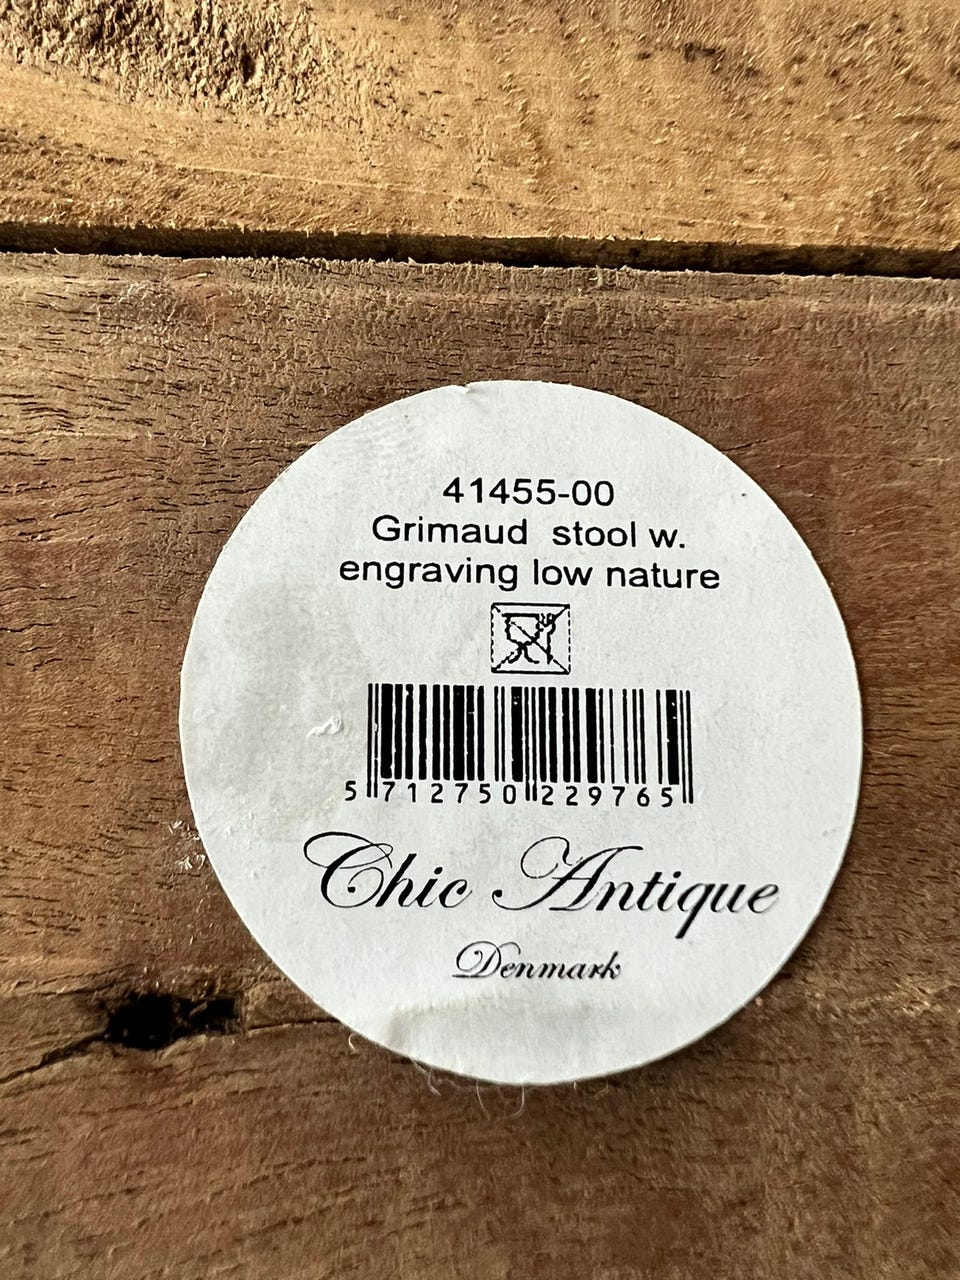 41455-00
Grimaud stool w.
engraving low nature
5 712750 229765
Chic Antique
Denmark